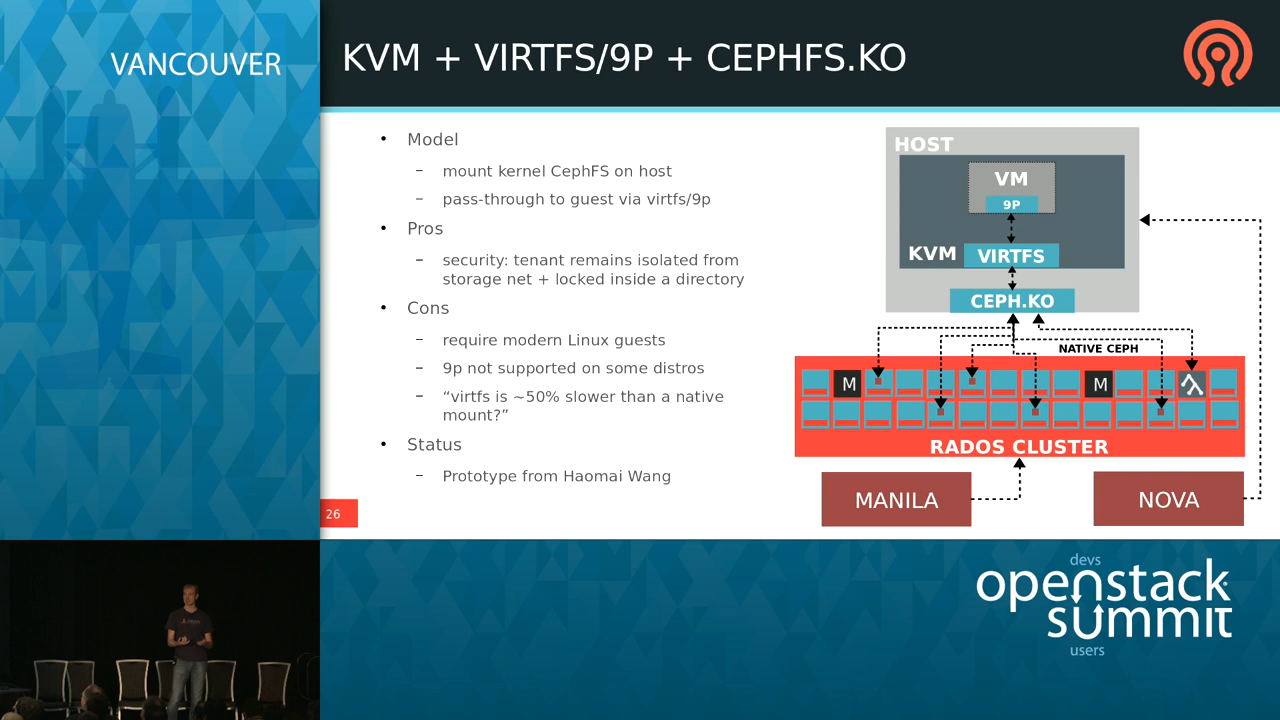 VANCOUVER
KVM + VIRTFS/9P + CEPHFS.KO
• Model
– mount kernel CephFS on host
– pass-through to guest via virtfs/9p
• Pros
– security: tenant remains isolated from
storage net + locked inside a directory
• Cons
– require modern Linux guests
– 9p not supported on some distros
– “virtfs is ~50% slower than a native
mount?”
• Status
– Prototype from Haomai Wang
26
HOST
VM
9P
KVM
VIRTFS
CEPH.KO
NATIVE CEPH
M
M
RADOS CLUSTER
MANILA
NOVA
devs
openstack
summit
users